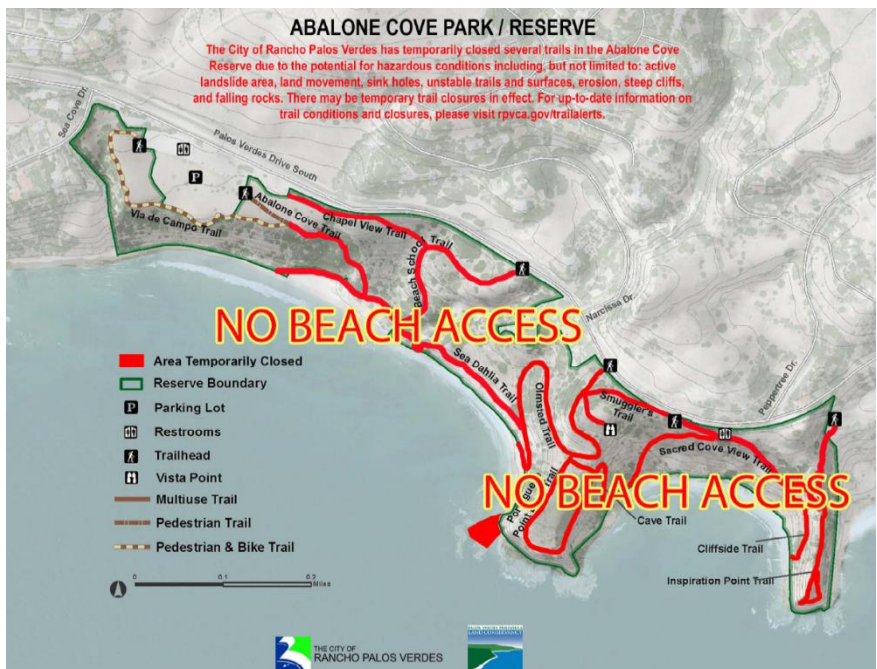 ABALONE COVE PARK / RESERVE
The City of Rancho Palos Verdes has temporarily closed several trails in the Abalone Cove
Reserve due to the potential for hazardous conditions including, but not limited to: active
landslide area, land movement, sink holes, unstable trails and surfaces, erosion, steep cliffs,
and falling rocks. There may be temporary trail closures in effect. For up-to-date information on
trail conditions and closures, please visit rpvca.gov/trailalerts.
Sea Cove Dr.
Palos Verdes Drive South
P
Abalone Cove Trail
Chapel View Trail
Via de Campo Trail
Beach School Trail
Narcissa Dr.
NO BEACH ACCESS
Sea Dahlia Trail
Olmsted Trail
Smuggler's
Trail
Peppertree Dr.
Sacred Cove View Trail
NO BEACH ACCESS
Point
Trail
Cave Trail
Cliffside Trail
Inspiration Point Trail
Area Temporarily Closed
Reserve Boundary
P Parking Lot
Restrooms
Trailhead
Vista Point
Multiuse Trail
Pedestrian Trail
Pedestrian & Bike Trail
0 0.1 0.2
Miles
THE CITY OF
RANCHO PALOS VERDES